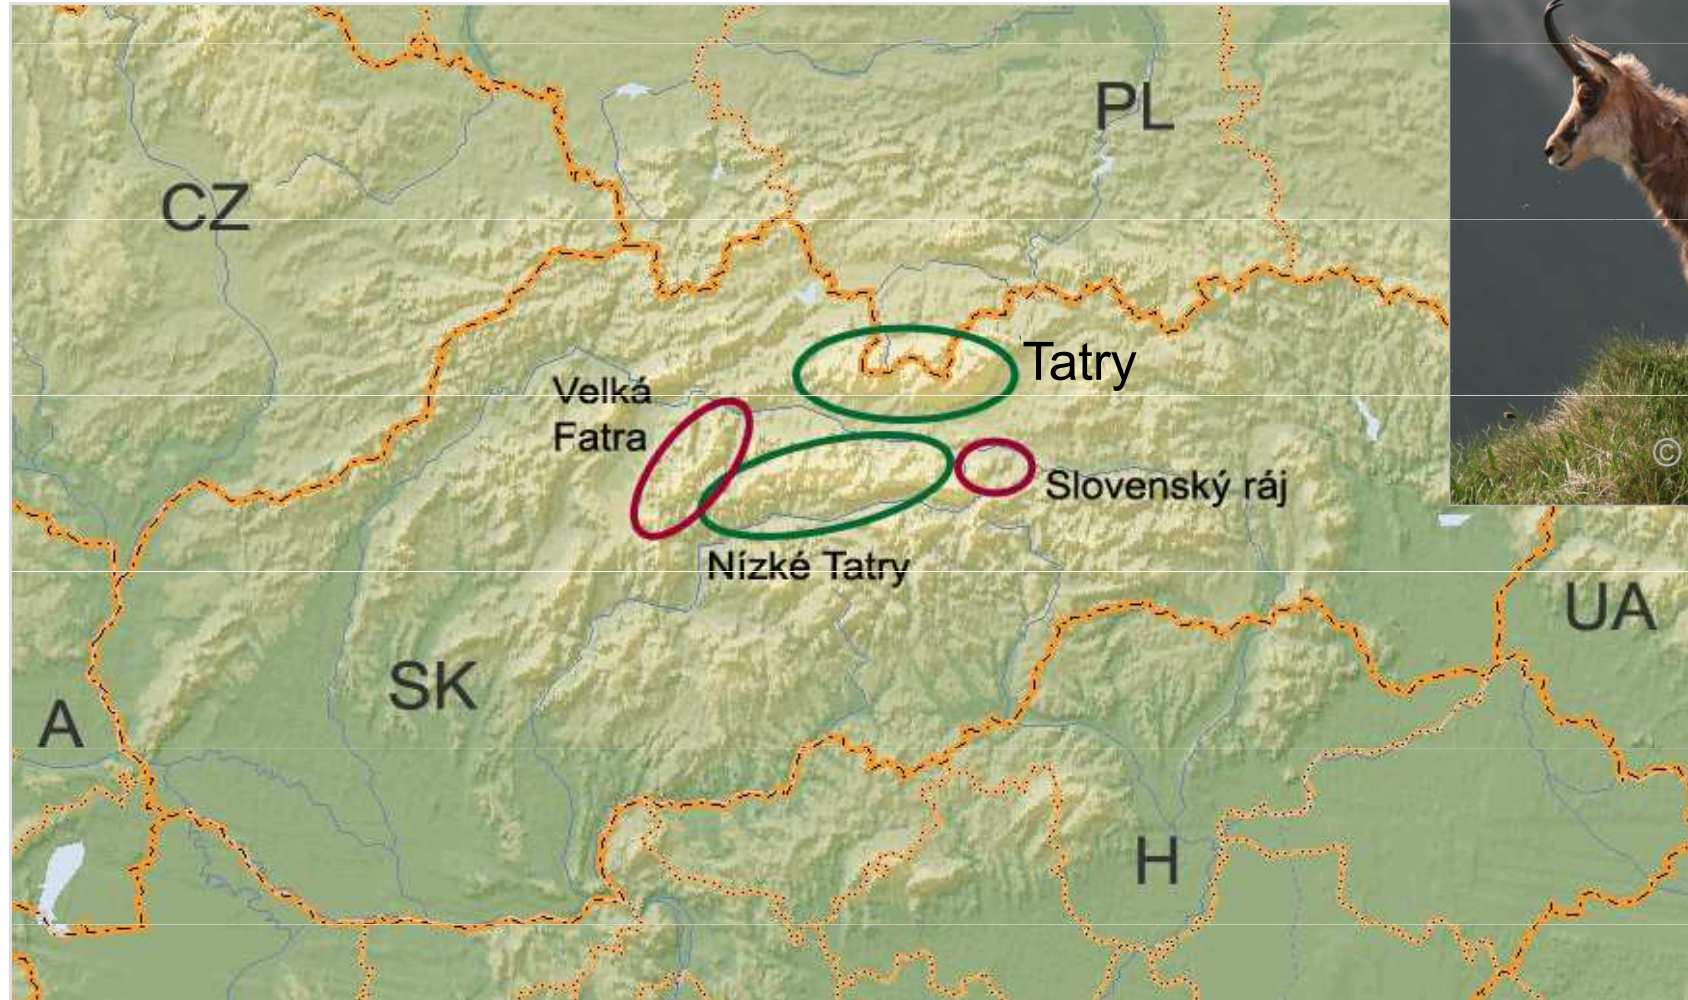 PL
CZ
Tatry
Velká
Fatra
Slovenský ráj
Nízké Tatry
UA
SK
A
H
©